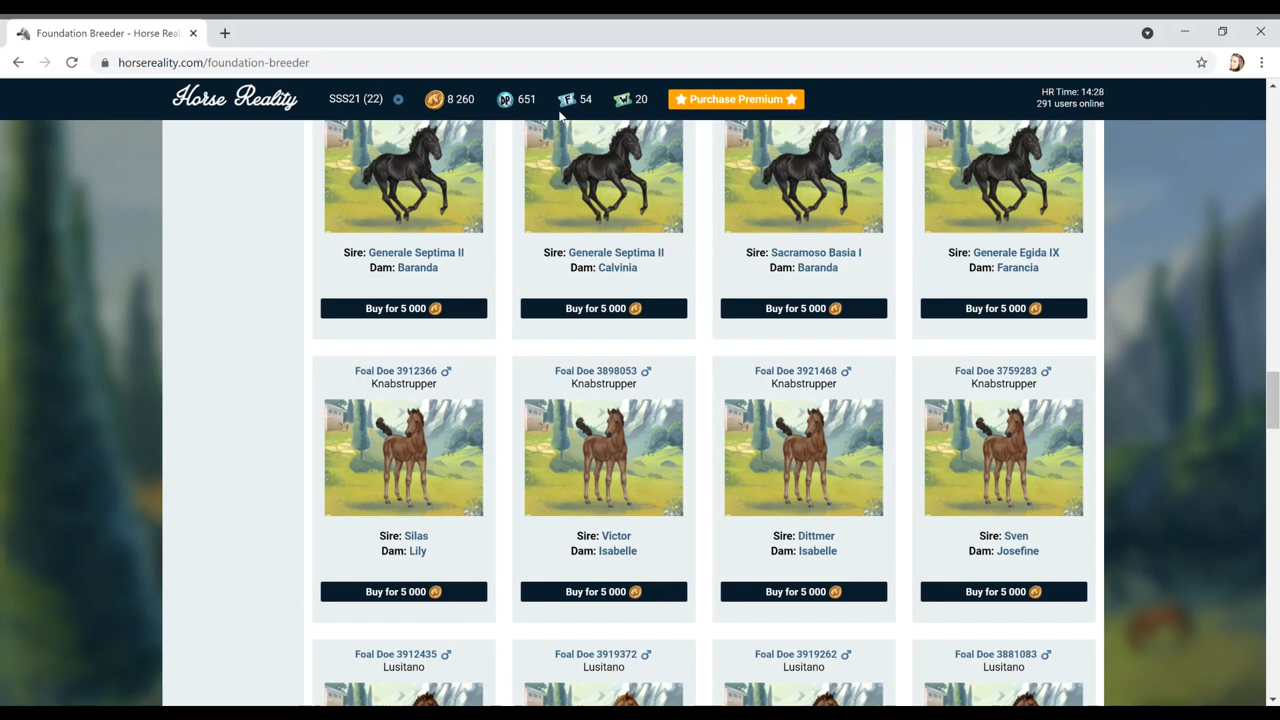 Foundation Breeder - Horse Real
horsereality.com/foundation-breeder
Horse Reality
SSS21 (22)
8 260
DP 651
F 54
W 20
Purchase Premium
HR Time: 14:28
291 users online
Sire: Generale Septima II
Dam: Baranda
Buy for 5 000
Sire: Generale Septima II
Dam: Calvinia
Buy for 5 000
Sire: Sacramoso Basia I
Dam: Baranda
Buy for 5 000
Sire: Generale Egida IX
Dam: Farancia
Buy for 5 000
Foal Doe 3912366
Knabstrupper
Sire: Silas
Dam: Lily
Buy for 5 000
Foal Doe 3898053
Knabstrupper
Sire: Victor
Dam: Isabelle
Buy for 5 000
Foal Doe 3921468
Knabstrupper
Sire: Dittmer
Dam: Isabelle
Buy for 5 000
Foal Doe 3759283
Knabstrupper
Sire: Sven
Dam: Josefine
Buy for 5 000
Foal Doe 3912435
Lusitano
Foal Doe 3919372
Lusitano
Foal Doe 3919262
Lusitano
Foal Doe 3881083
Lusitano